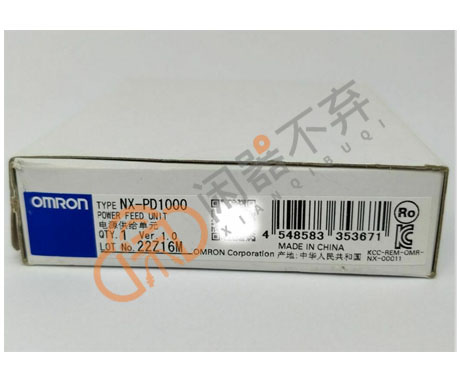 OMRON
TYPE NX-PD1000
POWER FEED UNIT
电源供给单元
QTY. 1 Ver.1.0
LOT No. 22Z16M
4 548583 353671
MADE IN CHINA
OMRON Corporation 产地:中华人民共和国
Ro
KCC-REM-OMR-
NX-00011
闲器不弃
XIANQIBUQI